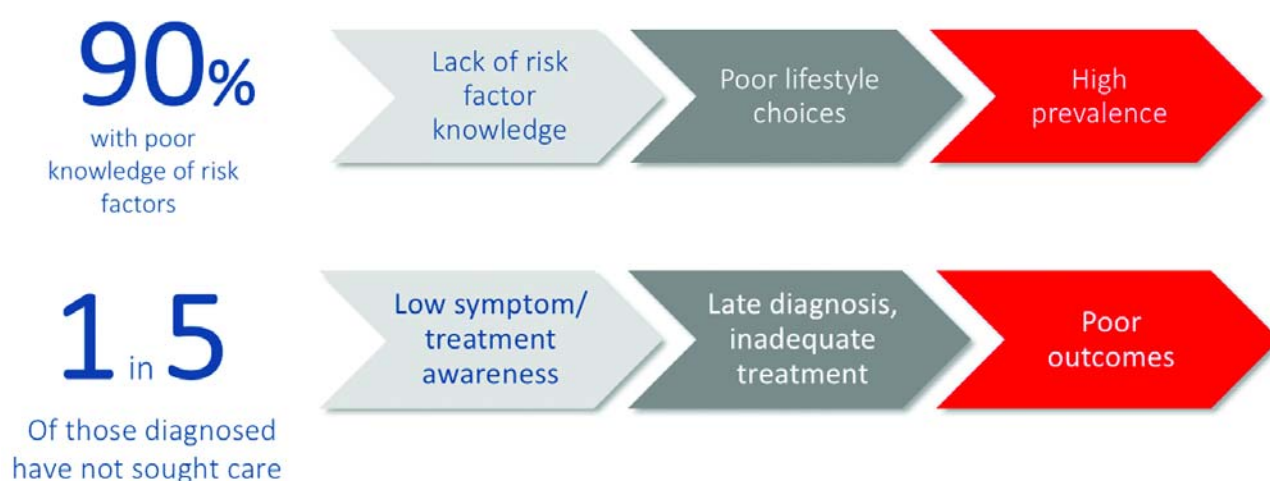 90%
with poor
knowledge of risk
factors
Lack of risk
factor
knowledge
Poor lifestyle
choices
High
prevalence
1 in 5
Of those diagnosed
have not sought care
Low symptom/
treatment
awareness
Late diagnosis,
inadequate
treatment
Poor
outcomes